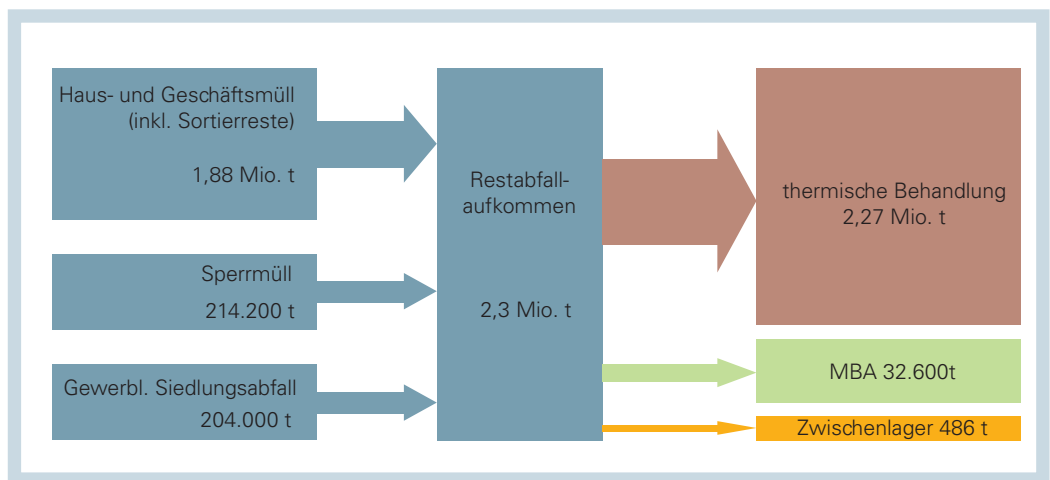 Haus- und Geschäftsmüll
(inkl. Sortierreste)
1,88 Mio. t
Sperrmüll
214.200 t
Gewerbl. Siedlungsabfall
204.000 t
Restabfall-
aufkommen
2,3 Mio. t
thermische Behandlung
2,27 Mio. t
MBA 32.600t
Zwischenlager 486 t